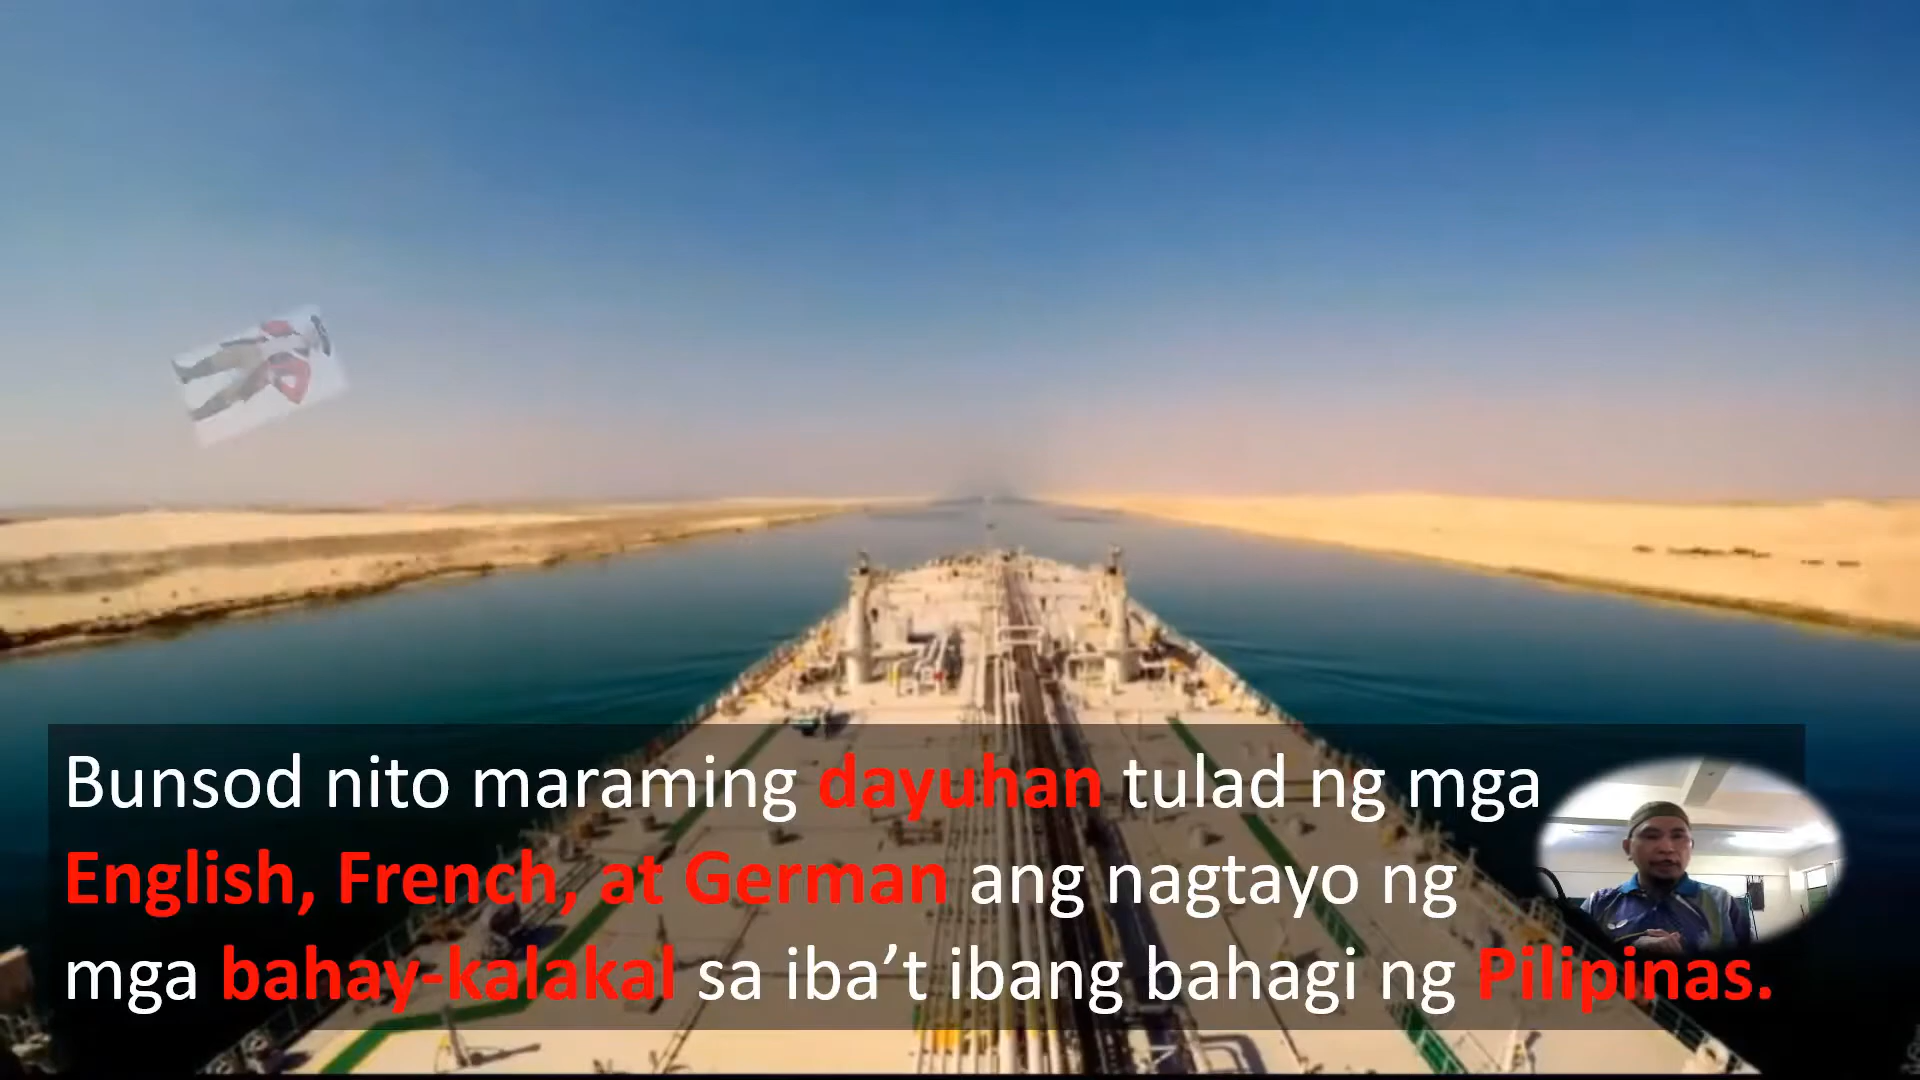 Bunsod nito maraming dayuhan tulad ng mga
English, French, at German ang nagtayo ng
mga bahay-kalakal sa iba’t ibang bahagi ng Pilipinas.